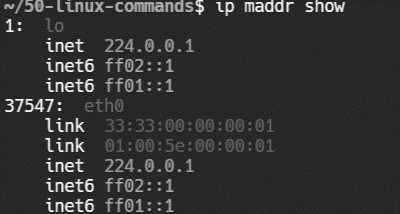 ~/50-linux-commands$ ip maddr show
1: lo
inet 224.0.0.1
inet6 ff02::1
inet6 ff01::1
37547: eth0
link 33:33:00:00:00:01
link 01:00:5e:00:00:01
inet 224.0.0.1
inet6 ff02::1
inet6 ff01::1